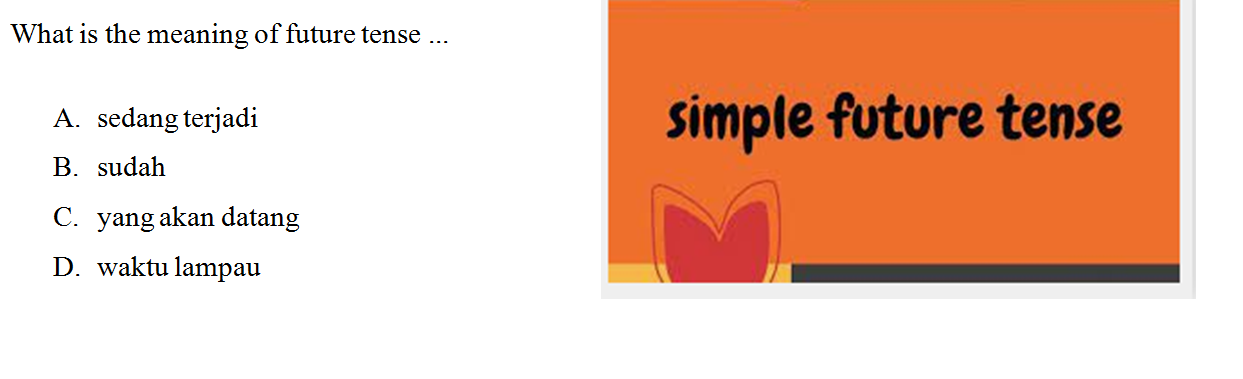 What is the meaning of future tense ...
A. sedang terjadi
B. sudah
C. yang akan datang
D. waktu lampau
simple future tense